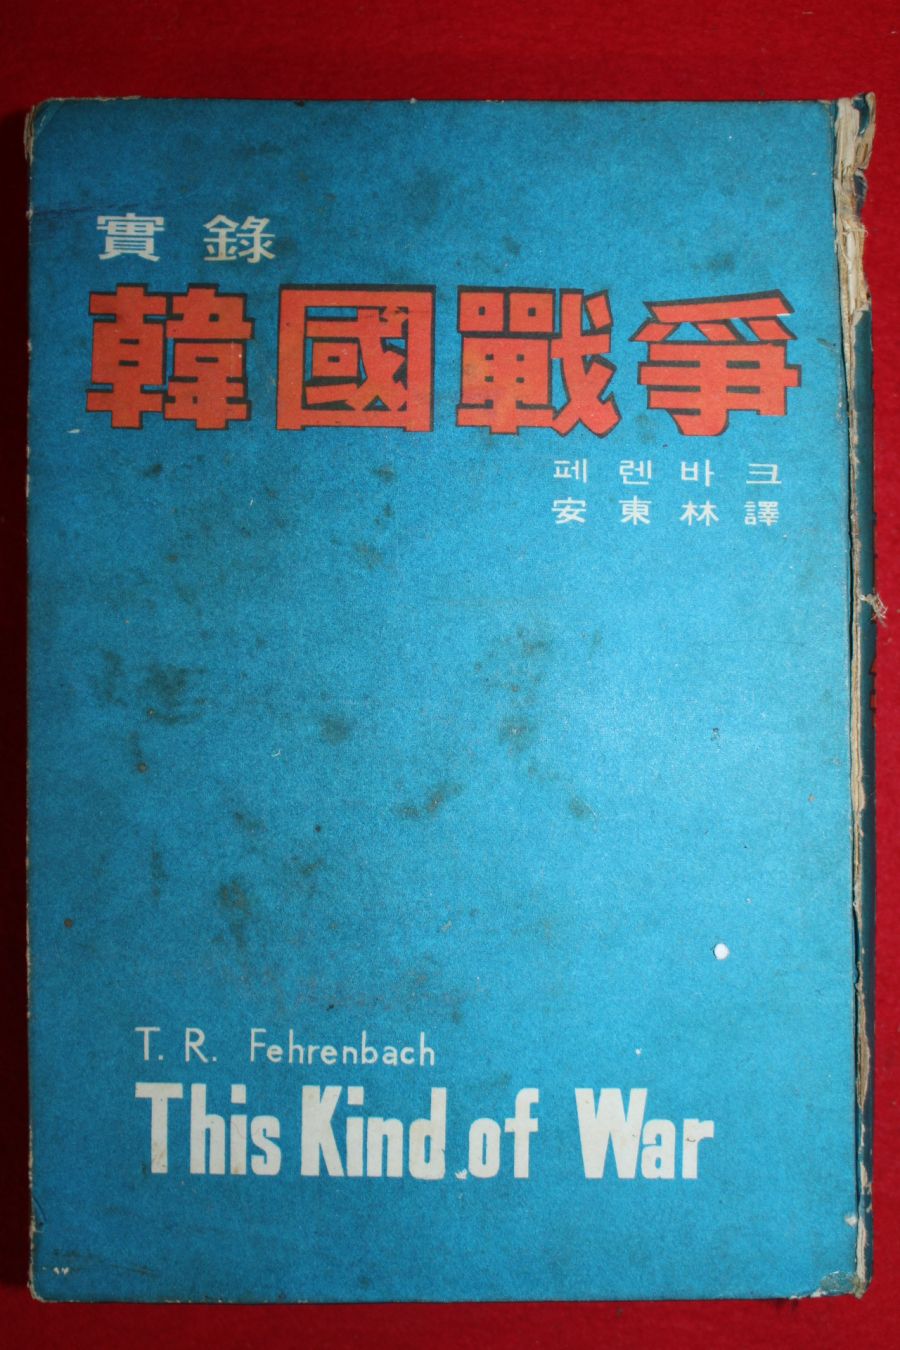 實錄
韓國戰爭
페렌바크
安東林譯
T. R. Fehrenbach
This Kind of War